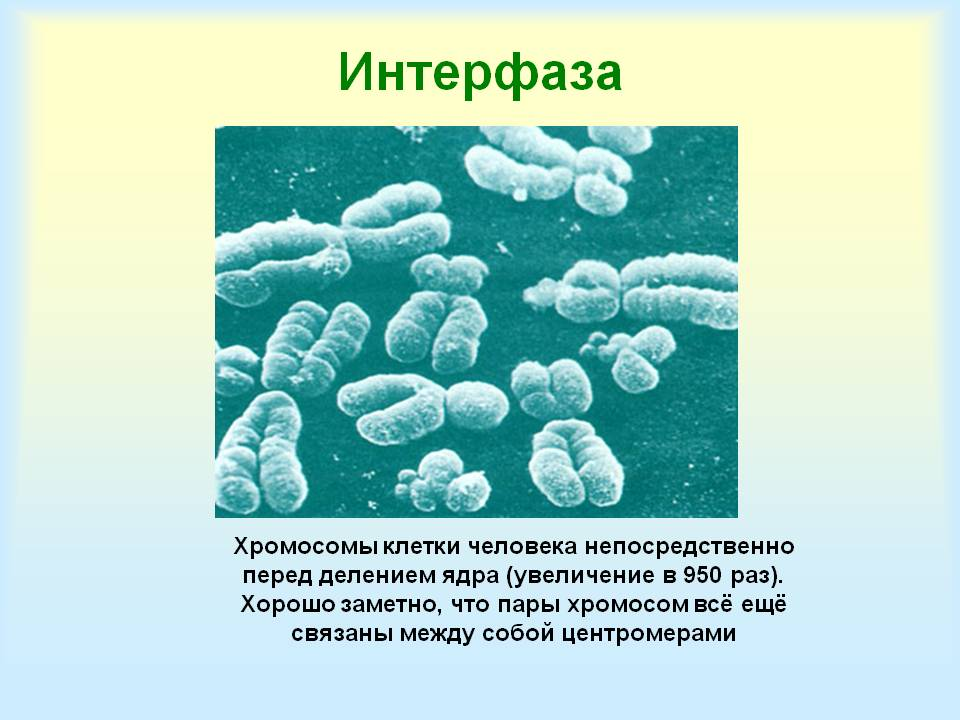 Интерфаза
Хромосомы клетки человека непосредственно
перед делением ядра (увеличение в 950 раз).
Хорошо заметно, что пары хромосом всё ещё
связаны между собой центромерами